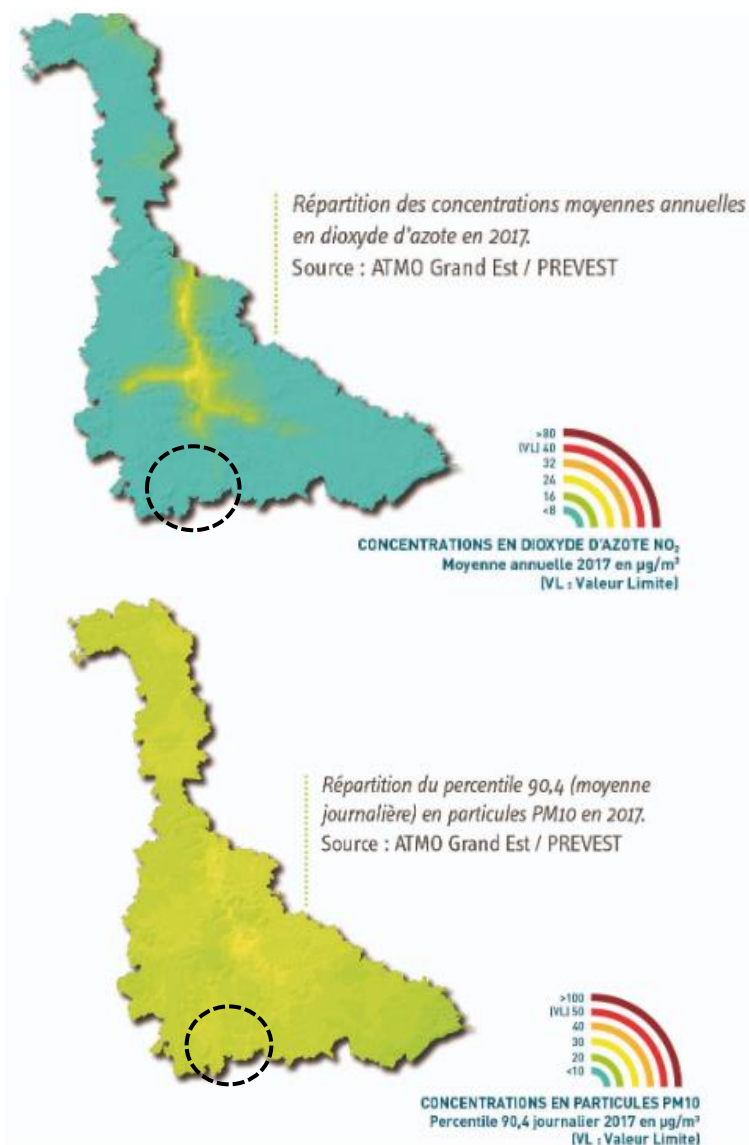 Répartition des concentrations moyennes annuelles
en dioxyde d'azote en 2017.
Source : ATMO Grand Est / PREVEST
>80
(VL) 40
32
24
16
<8
CONCENTRATIONS EN DIOXYDE D'AZOTE NO₂
Moyenne annuelle 2017 en µg/m³
(VL : Valeur Limite)
Répartition du percentile 90,4 (moyenne
journalière) en particules PM10 en 2017.
Source : ATMO Grand Est / PREVEST
>100
(VL) 50
40
30
20
<10
CONCENTRATIONS EN PARTICULES PM10
Percentile 90,4 journalier 2017 en µg/m³
(VL : Valeur Limite)